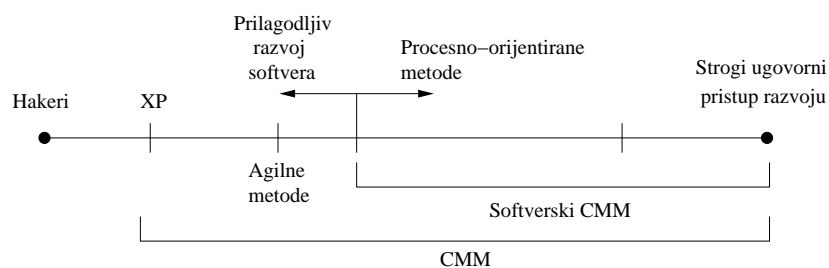 Prilagodljiv
razvoj
softvera
Procesno−orijentirane
metode
Strogi ugovorni
pristup razvoju
Hakeri
XP
Agilne
metode
Softverski CMM
CMM